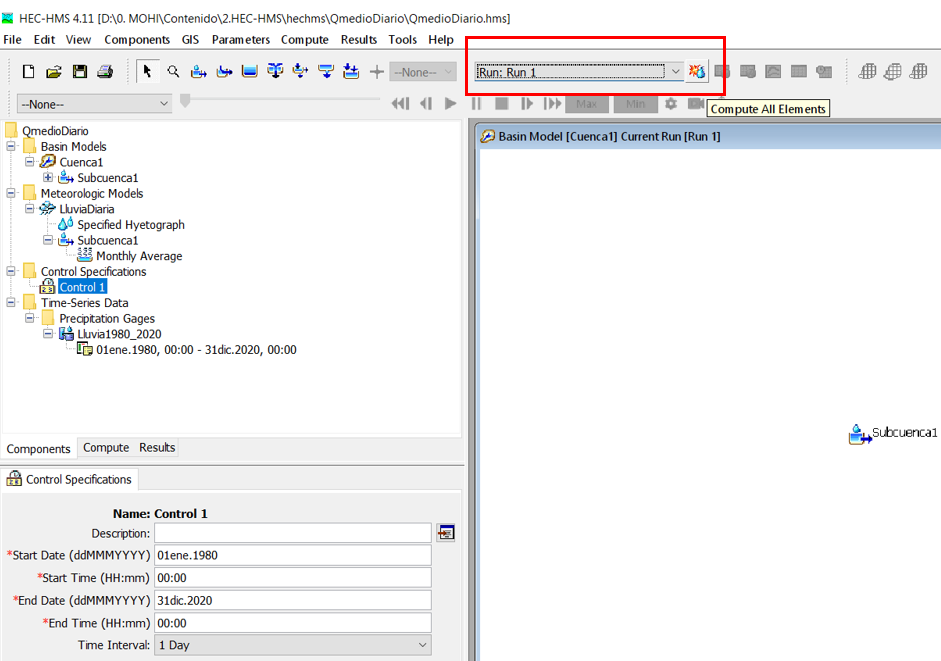 HEC-HMS 4.11 [D:\0. MOHI\Contenido\2.HEC-HMS\hechms\QmedioDiario\QmedioDiario.hms]
File Edit View Components GIS Parameters Compute Results Tools Help
--None-- Run: Run 1
--None-- Max Min
Compute All Elements
QmedioDiario
Basin Models
Cuenca1
Subcuenca1
Meteorologic Models
LluviaDiaria
Specified Hyetograph
Subcuenca1
Monthly Average
Control Specifications
Control 1
Time-Series Data
Precipitation Gages
Lluvia1980_2020
01ene.1980, 00:00 - 31dic.2020, 00:00
Components Compute Results
Control Specifications
Name: Control 1
Description:
*Start Date (ddMMMYYYY) 01ene.1980
*Start Time (HH:mm) 00:00
*End Date (ddMMMYYYY) 31dic.2020
*End Time (HH:mm) 00:00
Time Interval: 1 Day
Basin Model [Cuenca1] Current Run [Run 1]
Subcuenca1